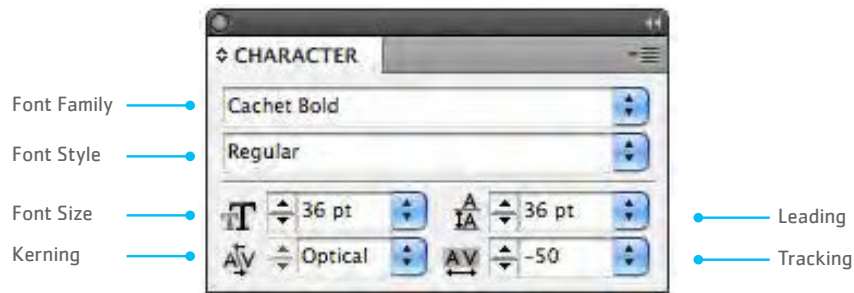 CHARACTER
Font Family Cachet Bold
Font Style Regular
Font Size 36 pt 36 pt Leading
Kerning Optical -50 Tracking